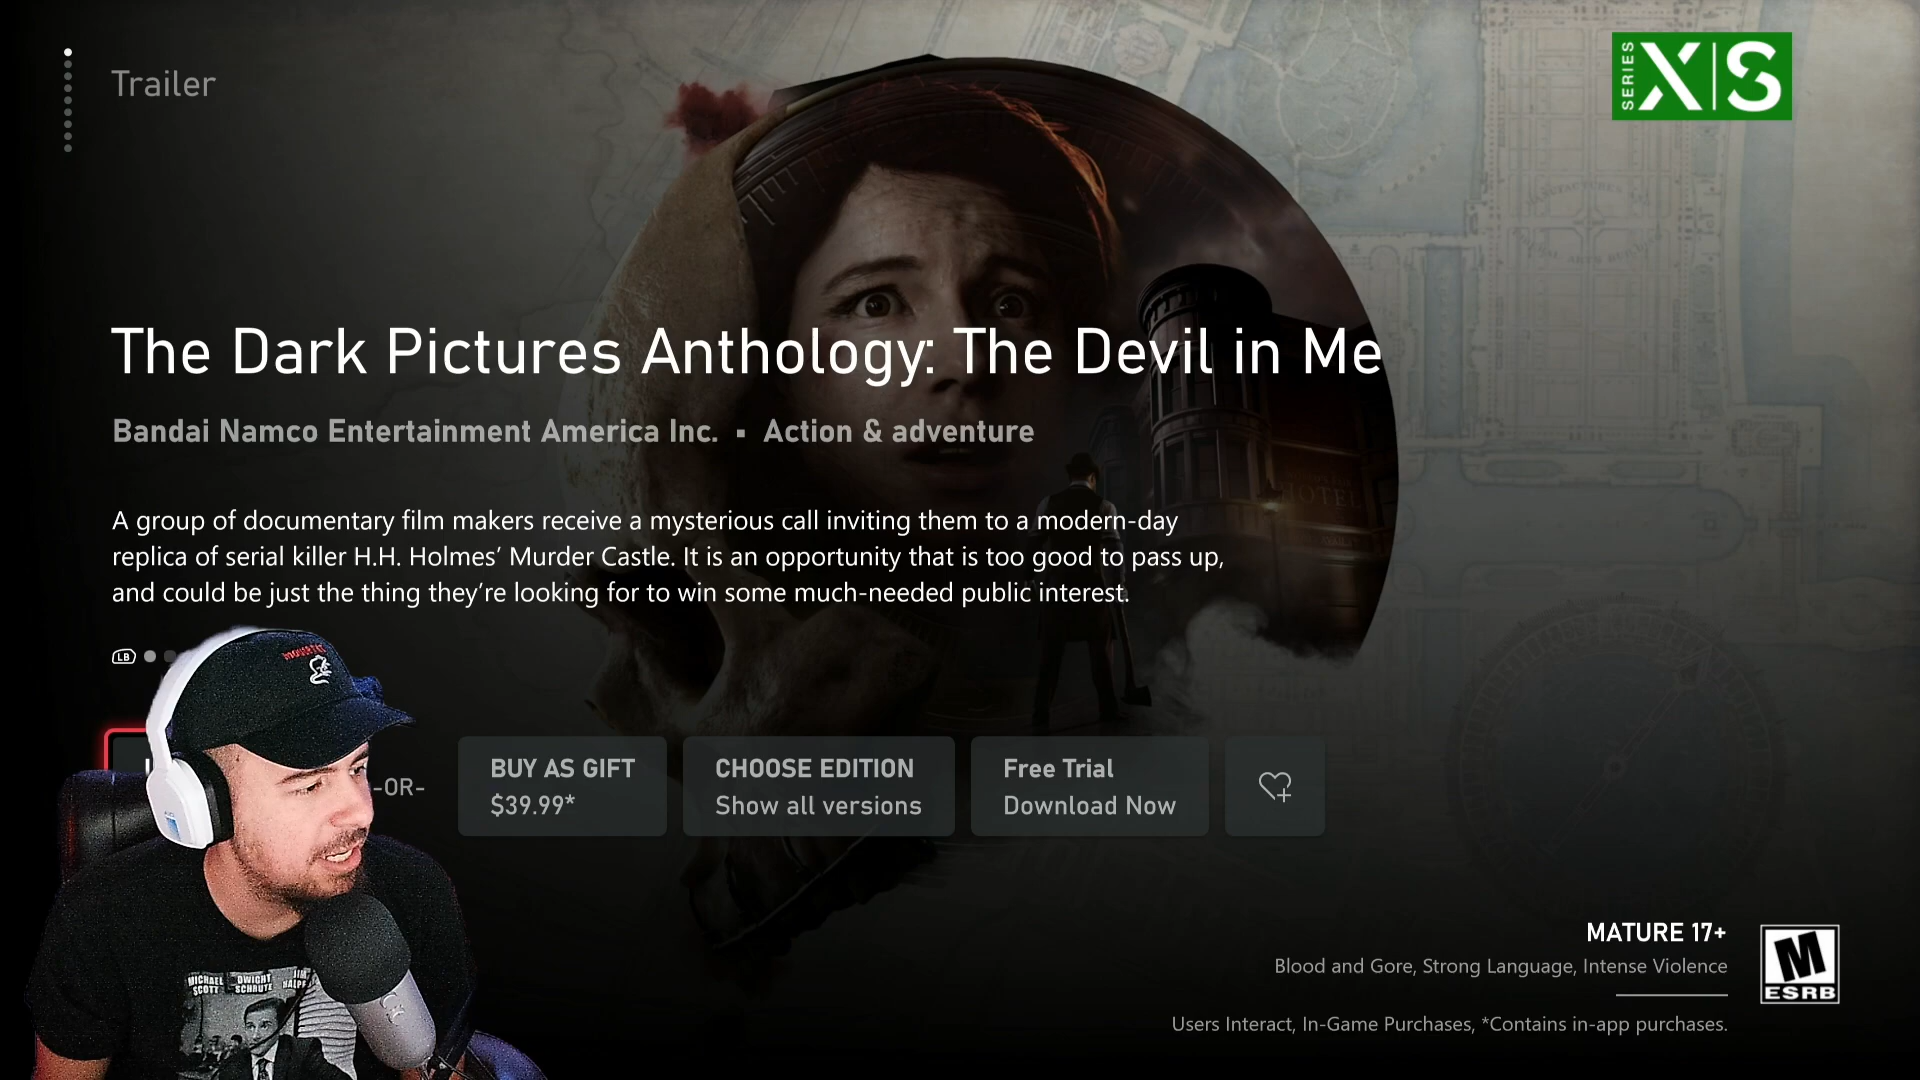 Trailer
SERIES X|S
The Dark Pictures Anthology: The Devil in Me
Bandai Namco Entertainment America Inc. ▪ Action & adventure
A group of documentary film makers receive a mysterious call inviting them to a modern-day
replica of serial killer H.H. Holmes’ Murder Castle. It is an opportunity that is too good to pass up,
and could be just the thing they’re looking for to win some much-needed public interest.
LB
-OR-
BUY AS GIFT
$39.99*
CHOOSE EDITION
Show all versions
Free Trial
Download Now
HOTEL
MICHAEL SCOTT
DWIGHT SCHRUTE
MATURE 17+
Blood and Gore, Strong Language, Intense Violence
M
ESRB
Users Interact, In-Game Purchases, *Contains in-app purchases.